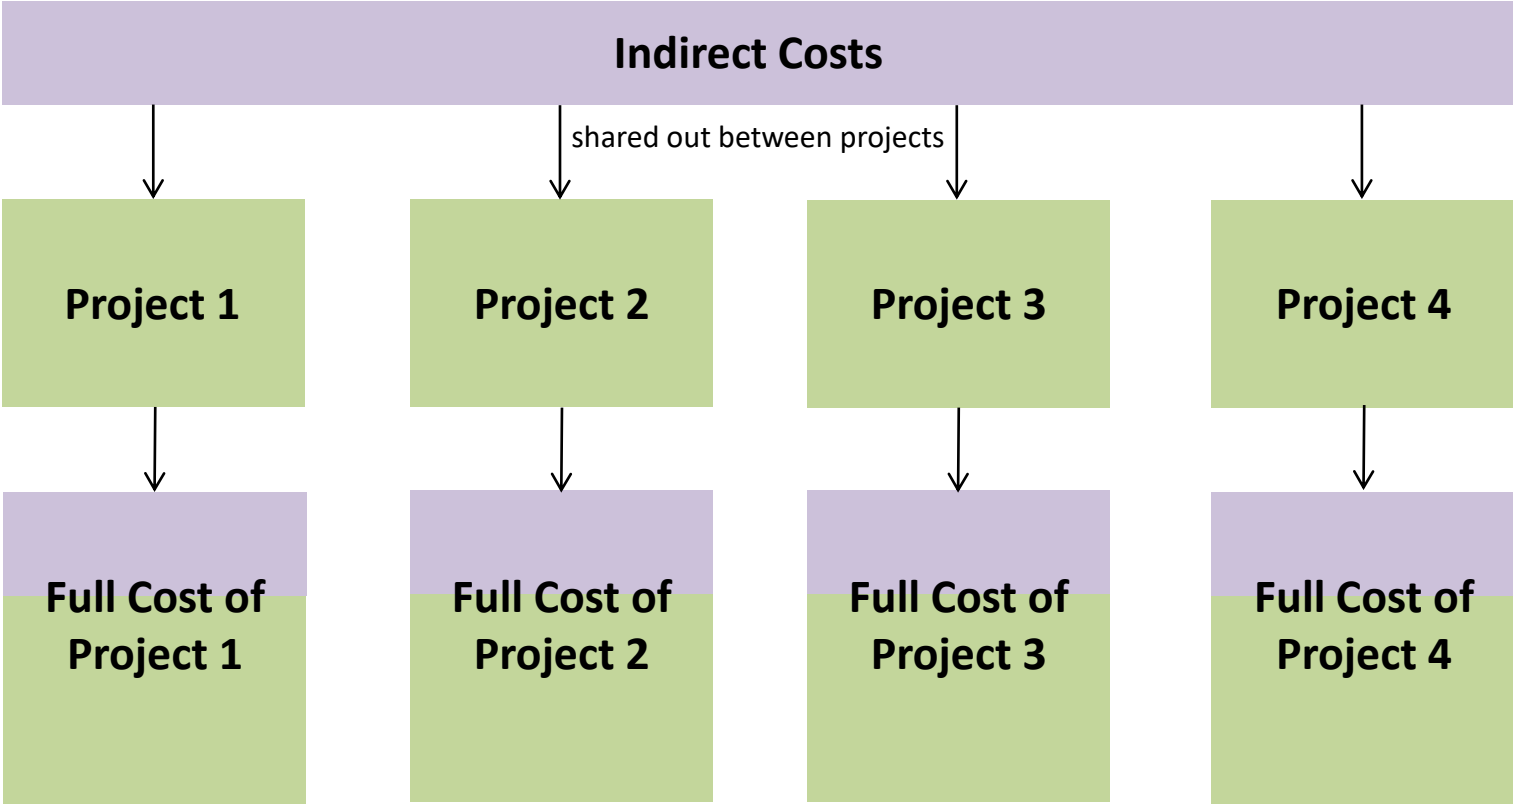 Indirect Costs
shared out between projects
Project 1
Project 2
Project 3
Project 4
Full Cost of
Project 1
Full Cost of
Project 2
Full Cost of
Project 3
Full Cost of
Project 4